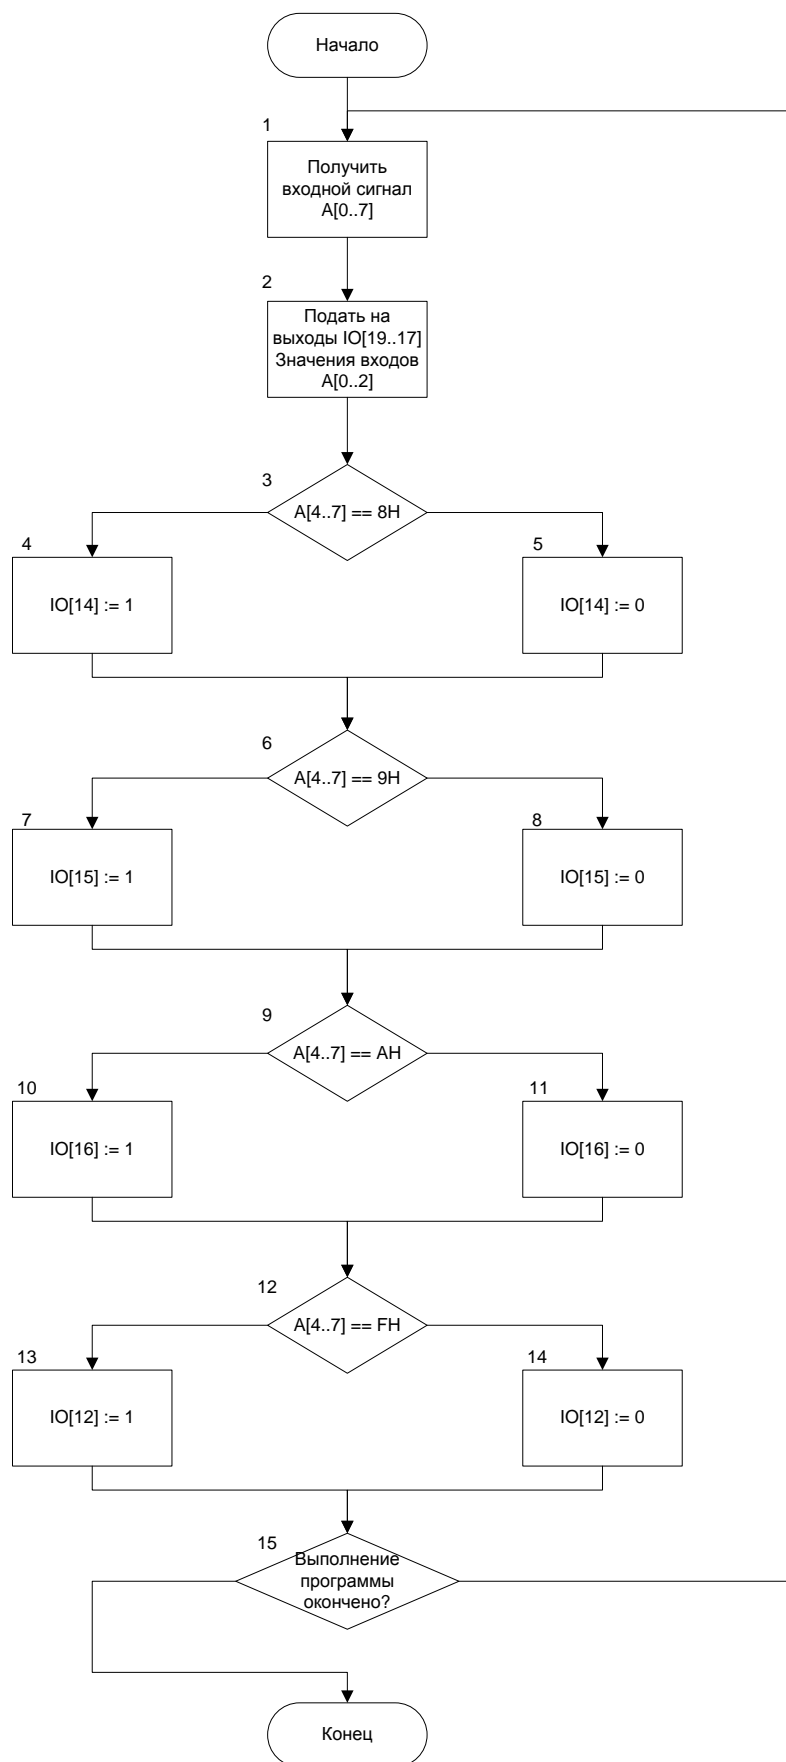 Начало
1
Получить
входной сигнал
A[0..7]
2
Подать на
выходы IO[19..17]
Значения входов
A[0..2]
3
A[4..7] == 8H
4
IO[14] := 1
5
IO[14] := 0
6
A[4..7] == 9H
7
IO[15] := 1
8
IO[15] := 0
9
A[4..7] == AH
10
IO[16] := 1
11
IO[16] := 0
12
A[4..7] == FH
13
IO[12] := 1
14
IO[12] := 0
15
Выполнение
программы
окончено?
Конец